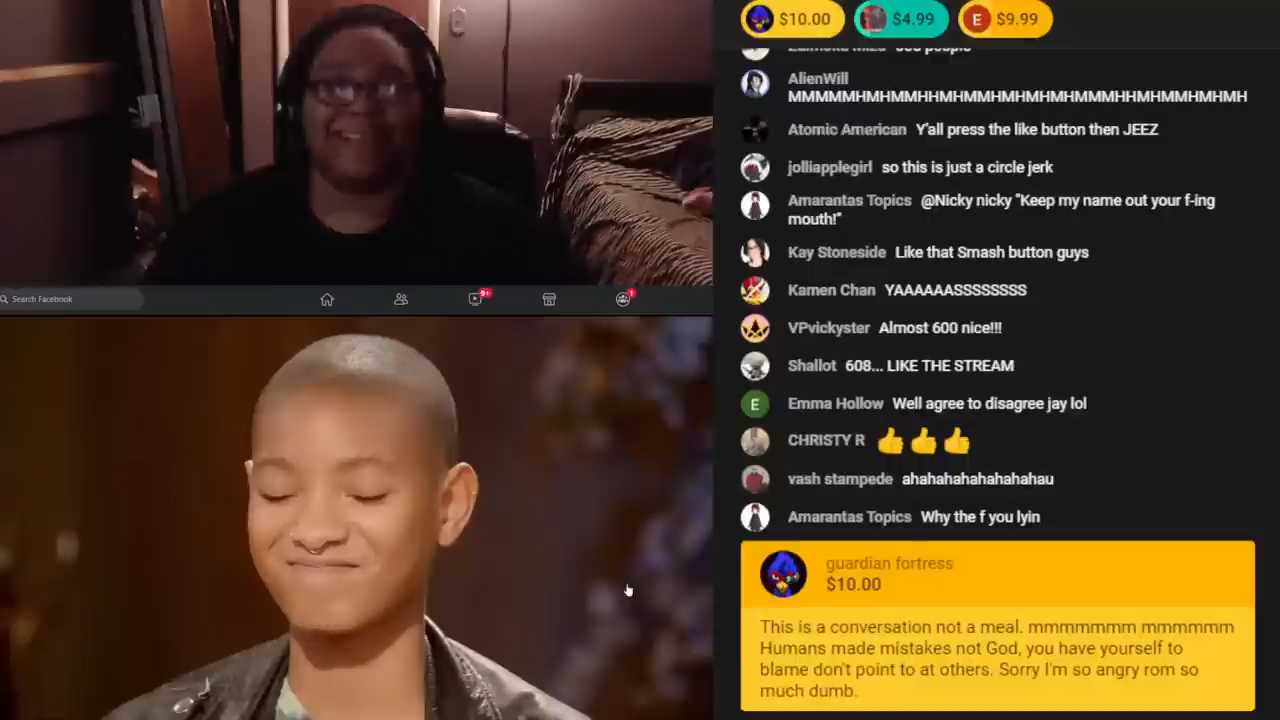 $10.00
$4.99
E $9.99
AlienWill
MMMMMHMHMMHHMHMMHMHMHMHMMMHHMHMMHMHMH
Atomic American Y'all press the like button then JEEZ
jolliapplegirl so this is just a circle jerk
Amarantas Topics @Nicky nicky "Keep my name out your f-ing
mouth!"
Kay Stoneside Like that Smash button guys
Kamen Chan YAAAAAASSSSSSSS
VPvickyster Almost 600 nice!!!
Shallot 608... LIKE THE STREAM
E Emma Hollow Well agree to disagree jay lol
CHRISTY R
vash stampede ahahahahahahahahau
Amarantas Topics Why the f you lyin
guardian fortress
$10.00
This is a conversation not a meal. mmmmmmm mmmmmm
Humans made mistakes not God, you have yourself to
blame don't point to at others. Sorry I'm so angry rom so
much dumb.
Search Facebook
9+
1